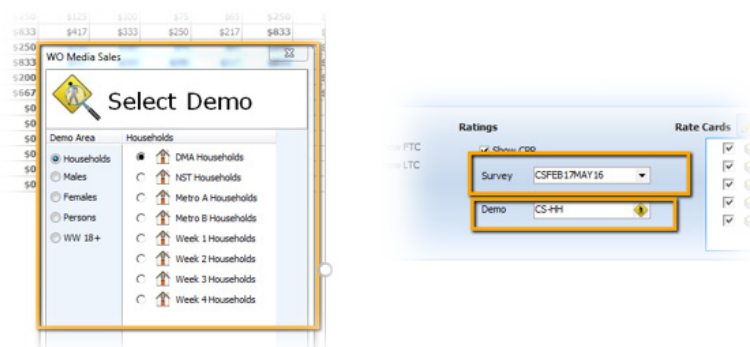 $125 $100 $75 $65 $250
$833 $417 $333 $250 $217 $833
$250
$833
$200
$667
$0
$0
$0
$0
$0
$0
WO Media Sales
Select Demo
Demo Area Households
Households DMA Households
Males NST Households
Females Metro A Households
Persons Metro B Households
WW 18+ Week 1 Households
Week 2 Households
Week 3 Households
Week 4 Households
Ratings Rate Cards
FTC Show CPP
LTC
Survey CSFEB17MAY16
Demo CS-HH